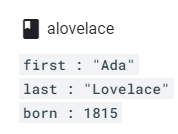 alovelace
first : "Ada"
last : "Lovelace"
born : 1815